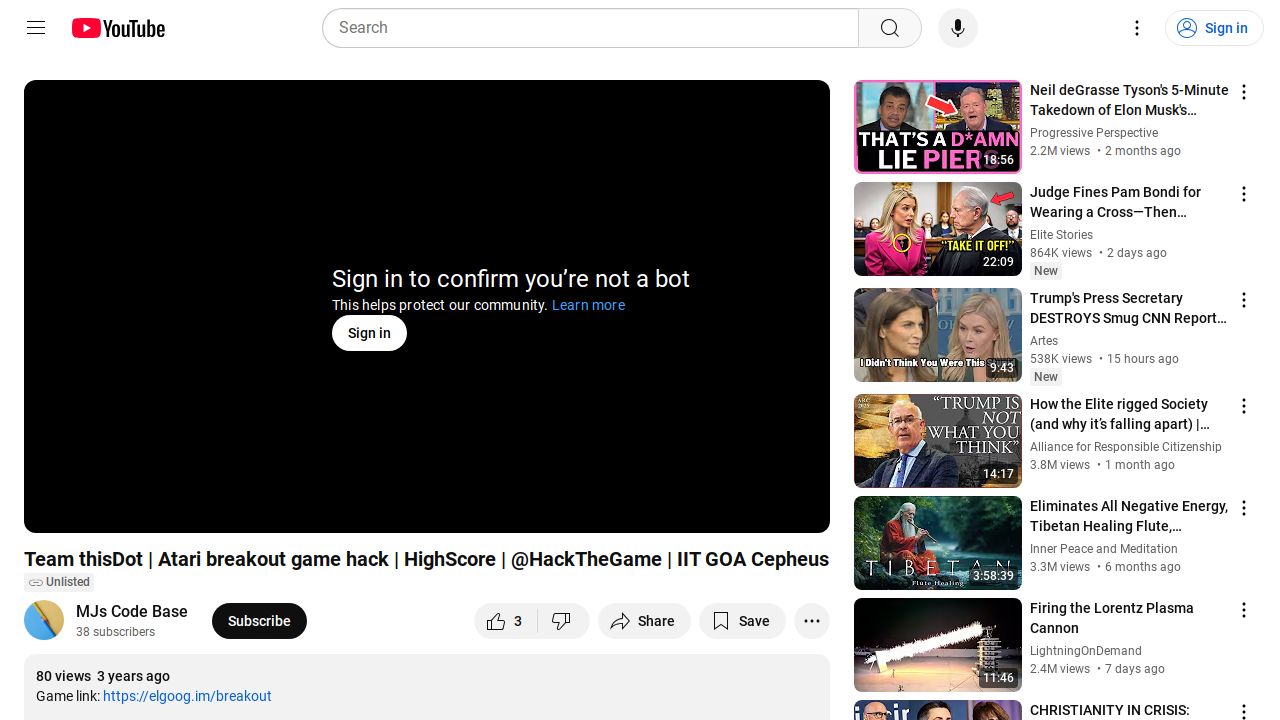 YouTube
Search
Sign in
Sign in to confirm you’re not a bot
This helps protect our community. Learn more
Sign in
Team thisDot | Atari breakout game hack | HighScore | @HackTheGame | IIT GOA Cepheus
Unlisted
MJs Code Base
38 subscribers
Subscribe
3
Share
Save
80 views 3 years ago
Game link: https://elgoog.im/breakout
THAT'S A D*AMN
LIE PIERS
18:56
Neil deGrasse Tyson's 5-Minute
Takedown of Elon Musk's...
Progressive Perspective
2.2M views • 2 months ago
"TAKE IT OFF!"
22:09
Judge Fines Pam Bondi for
Wearing a Cross—Then...
Elite Stories
864K views • 2 days ago
New
I Didn't Think You Were This
9:43
Trump's Press Secretary
DESTROYS Smug CNN Report...
Artes
538K views • 15 hours ago
New
ARC
2025
“TRUMP IS
NOT
WHAT YOU
THINK”
14:17
How the Elite rigged Society
(and why it’s falling apart) |...
Alliance for Responsible Citizenship
3.8M views • 1 month ago
TIBETAN
Flute Healing
3:58:39
Eliminates All Negative Energy,
Tibetan Healing Flute,...
Inner Peace and Meditation
3.3M views • 6 months ago
11:46
Firing the Lorentz Plasma
Cannon
LightningOnDemand
2.4M views • 7 days ago
CHRISTIANITY IN CRISIS: